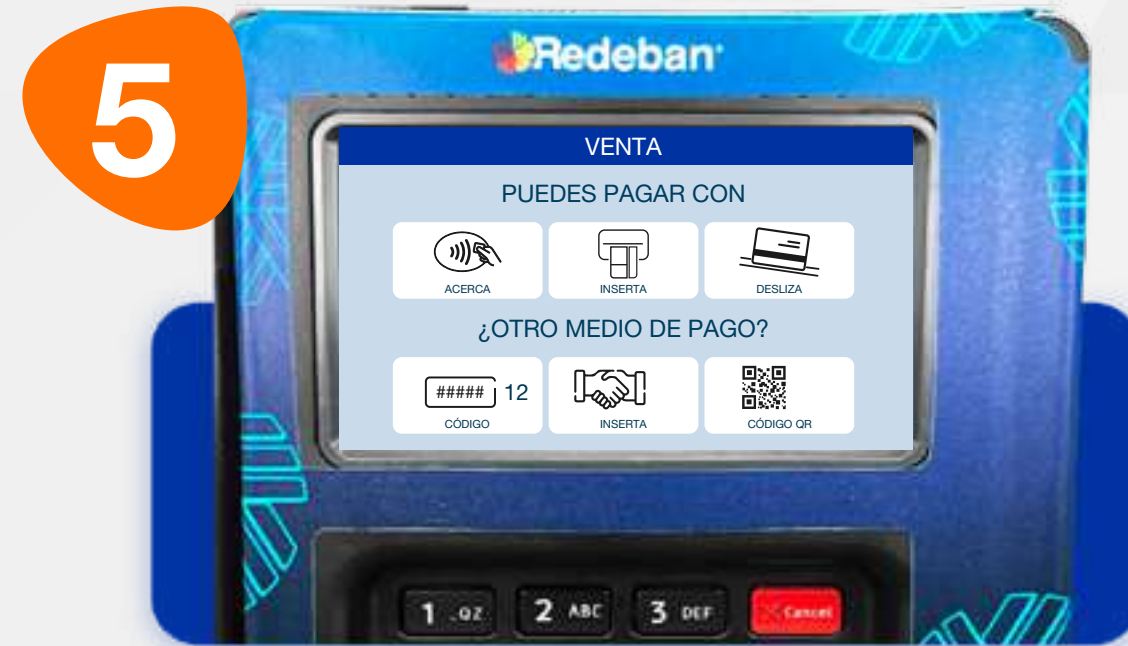 5
Redeban
VENTA
PUEDES PAGAR CON
ACERCA INSERTA DESLIZA
¿OTRO MEDIO DE PAGO?
##### 12
CÓDIGO INSERTA CÓDIGO QR
1 .QZ 2 ABC 3 DEF Cancel